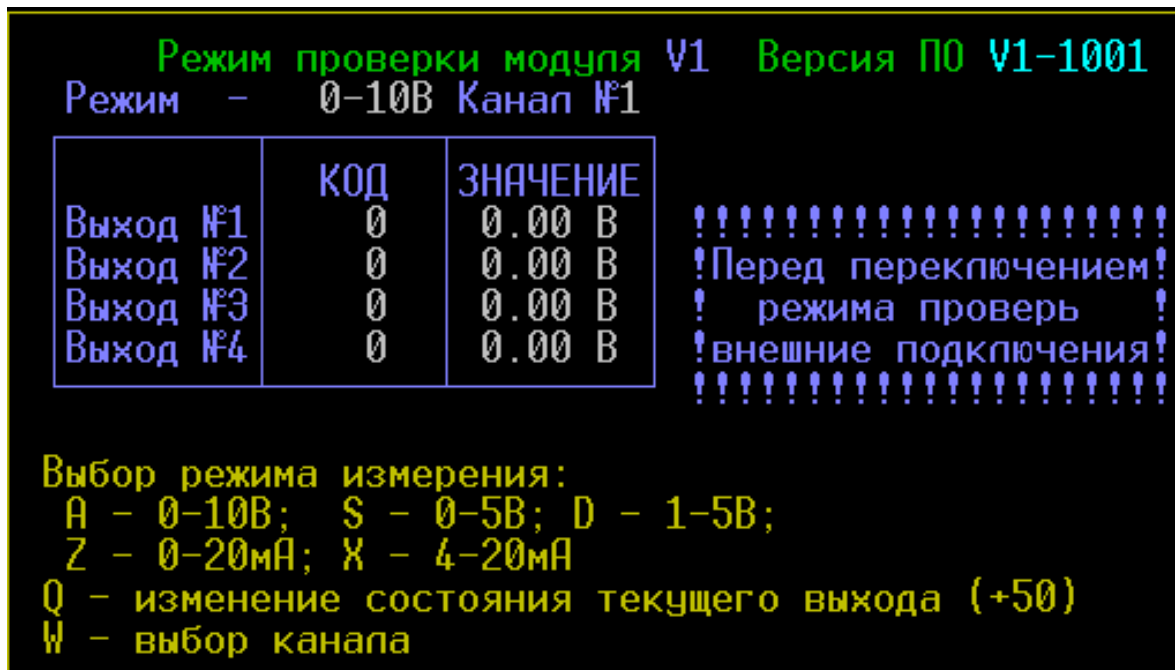 Режим проверки модуля V1 Версия ПО V1-1001
Режим - 0-10В Канал №1
КОД ЗНАЧЕНИЕ
Выход №1 0 0.00 В
Выход №2 0 0.00 В
Выход №3 0 0.00 В
Выход №4 0 0.00 В
!!!!!!!!!!!!!!!!!!!!!
!Перед переключением!
! режима проверь !
!внешние подключения!
!!!!!!!!!!!!!!!!!!!!!
Выбор режима измерения:
A - 0-10В; S - 0-5В; D - 1-5В;
Z - 0-20мА; X - 4-20мА
Q - изменение состояния текущего выхода (+50)
W - выбор канала